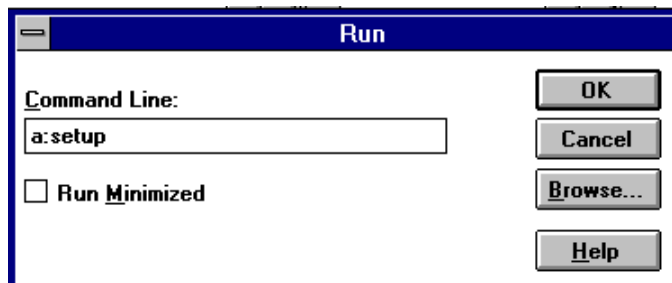 Run
Command Line:
a:setup
Run Minimized
OK
Cancel
Browse...
Help